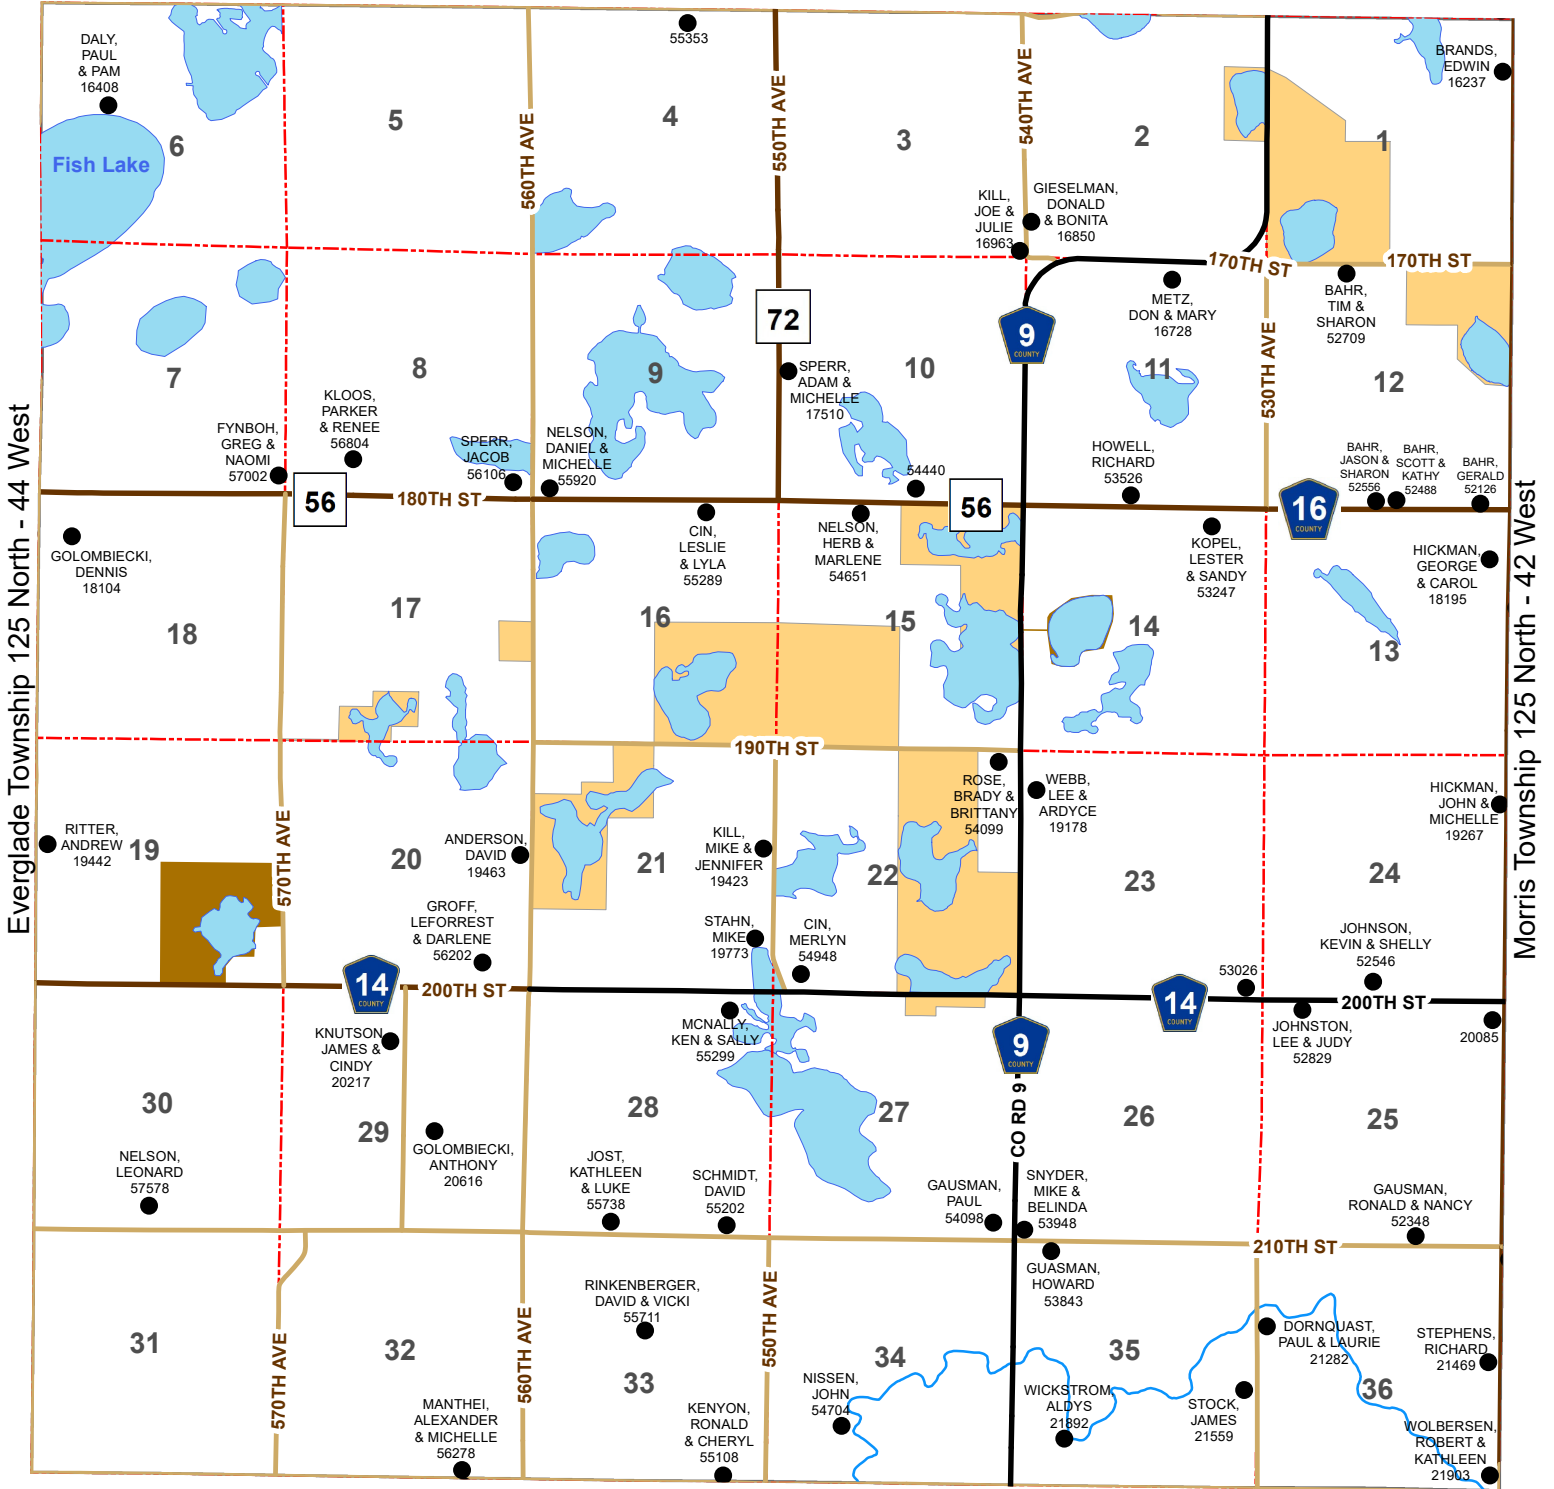 DALY,
PAUL
& PAM
16408
55353
BRANDS,
EDWIN
16237
6
5
4
3
2
1
Fish Lake
560TH AVE
550TH AVE
540TH AVE
KILL,
JOE &
JULIE
16963
GIESELMAN,
DONALD
& BONITA
16850
170TH ST
170TH ST
METZ,
DON & MARY
16728
BAHR,
TIM &
SHARON
52709
72
9
COUNTY
530TH AVE
7
8
9
10
11
12
SPERR,
ADAM &
MICHELLE
17510
FYNBOH,
GREG &
NAOMI
57002
KLOOS,
PARKER
& RENEE
56804
SPERR,
JACOB
56106
NELSON,
DANIEL &
MICHELLE
55920
54440
HOWELL,
RICHARD
53526
BAHR,
JASON &
SHARON
52556
BAHR,
SCOTT &
KATHY
52488
BAHR,
GERALD
52126
56
180TH ST
56
16
COUNTY
Everglade Township 125 North - 44 West
Morris Township 125 North - 42 West
GOLOMBIECKI,
DENNIS
18104
CIN,
LESLIE
& LYLA
55289
NELSON,
HERB &
MARLENE
54651
KOPEL,
LESTER
& SANDY
53247
HICKMAN,
GEORGE
& CAROL
18195
18
17
16
15
14
13
190TH ST
ROSE,
BRADY &
BRITTANY
54099
WEBB,
LEE &
ARDYCE
19178
HICKMAN,
JOHN &
MICHELLE
19267
RITTER,
ANDREW
19442
570TH AVE
ANDERSON,
DAVID
19463
KILL,
MIKE &
JENNIFER
19423
19
20
21
22
23
24
GROFF,
LEFORREST
& DARLENE
56202
STAHN,
MIKE
19773
CIN,
MERLYN
54948
53026
JOHNSON,
KEVIN & SHELLY
52546
14
COUNTY
200TH ST
14
COUNTY
200TH ST
KNUTSON,
JAMES &
CINDY
20217
MCNALLY,
KEN & SALLY
55299
9
COUNTY
JOHNSTON,
LEE & JUDY
52829
20085
30
29
28
27
26
25
CO RD 9
NELSON,
LEONARD
57578
GOLOMBIECKI,
ANTHONY
20616
JOST,
KATHLEEN
& LUKE
55738
SCHMIDT,
DAVID
55202
GAUSMAN,
PAUL
54098
SNYDER,
MIKE &
BELINDA
53948
GAUSMAN,
RONALD & NANCY
52348
210TH ST
RINKENBERGER,
DAVID & VICKI
55711
GUASMAN,
HOWARD
53843
570TH AVE
560TH AVE
550TH AVE
31
32
33
34
35
36
DORNQUAST,
PAUL & LAURIE
21282
STEPHENS,
RICHARD
21469
MANTHEI,
ALEXANDER
& MICHELLE
56278
KENYON,
RONALD
& CHERYL
55108
NISSEN,
JOHN
54704
WICKSTROM,
ALDYS
21892
STOCK,
JAMES
21559
WOLBERSEN,
ROBERT &
KATHLEEN
21903